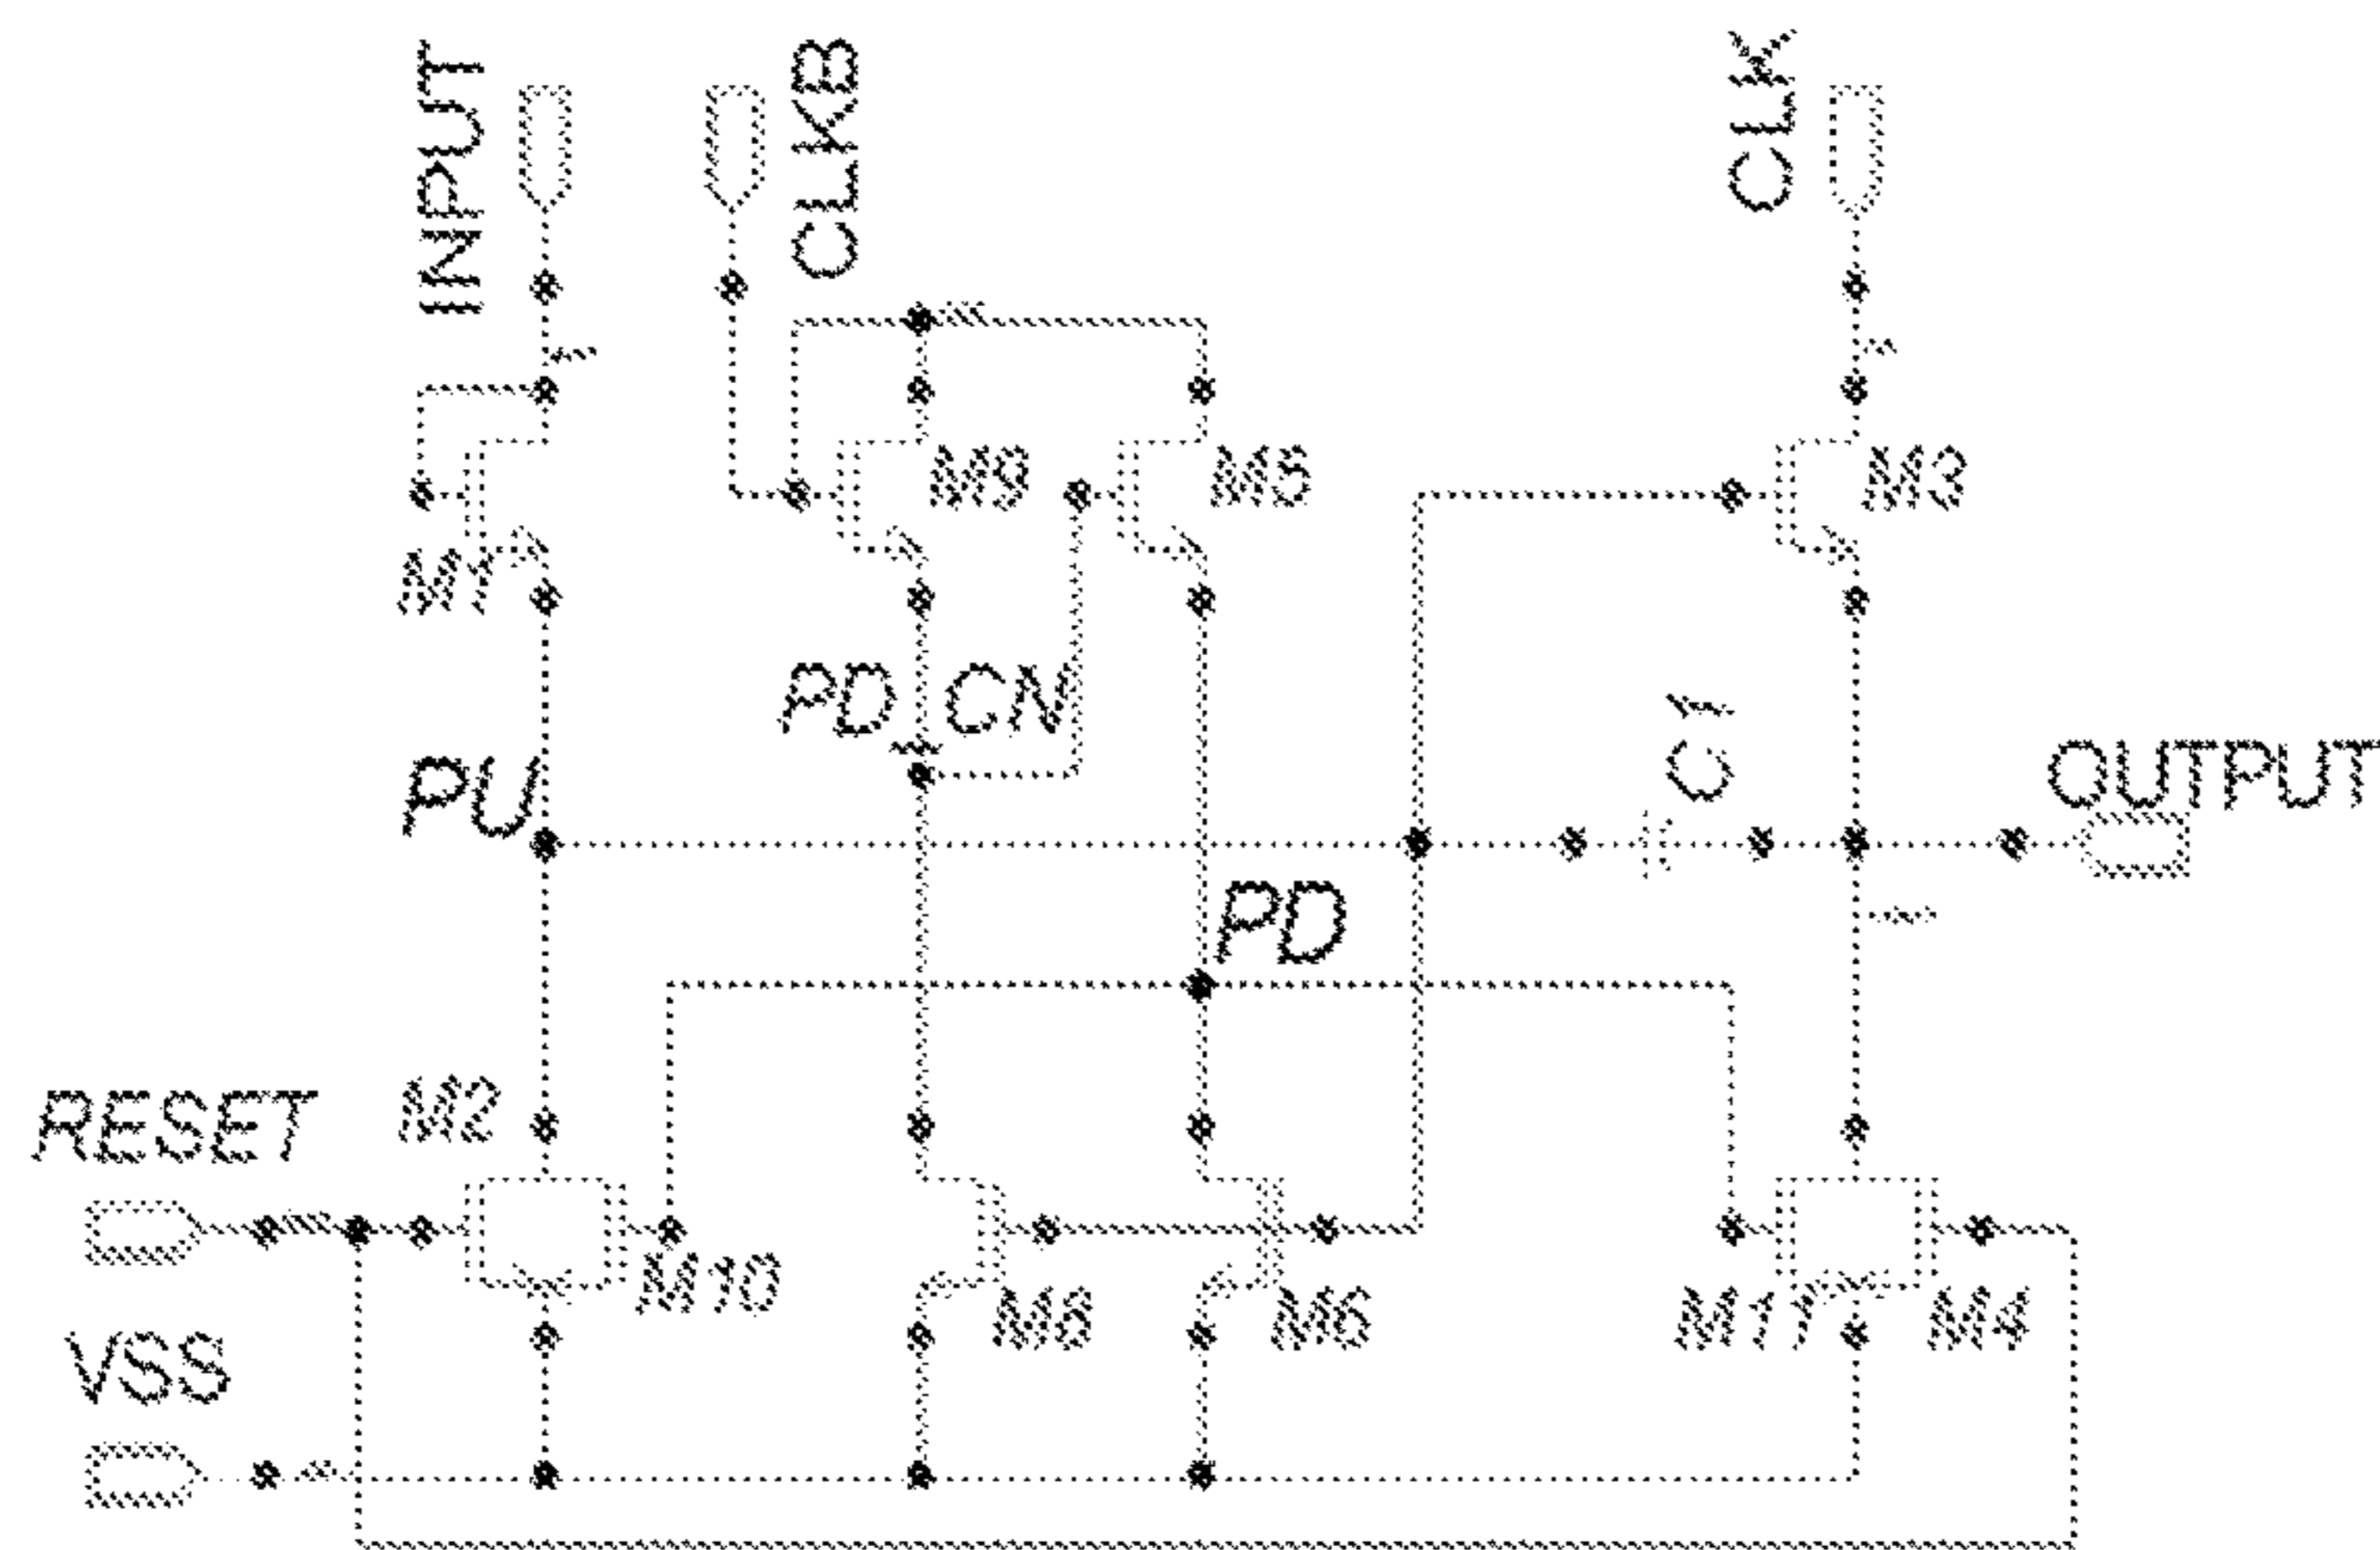 INPUT
CLKB
CLK
M9
M5
M3
M1
PD_CN
C1
PU
OUTPUT
PD
RESET
M2
M10
M8
M6
M11
M4
VSS